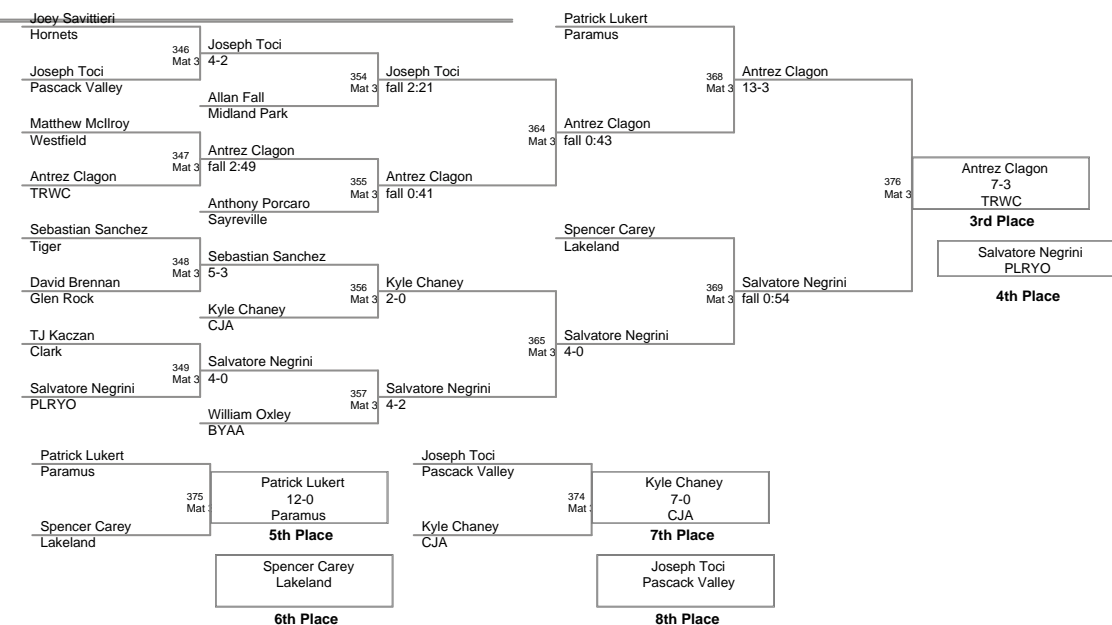 Joey Savittieri
Hornets
346
Mat 3
Joseph Toci
4-2
Joseph Toci
Pascack Valley
354
Mat 3
Joseph Toci
fall 2:21
Allan Fall
Midland Park
Matthew McIlroy
Westfield
347
Mat 3
Antrez Clagon
fall 2:49
Antrez Clagon
TRWC
355
Mat 3
Antrez Clagon
fall 0:41
Anthony Porcaro
Sayreville
364
Mat 3
Antrez Clagon
fall 0:43
Patrick Lukert
Paramus
368
Mat 3
Antrez Clagon
13-3
Sebastian Sanchez
Tiger
348
Mat 3
Sebastian Sanchez
5-3
David Brennan
Glen Rock
356
Mat 3
Kyle Chaney
2-0
Kyle Chaney
CJA
TJ Kaczan
Clark
349
Mat 3
Salvatore Negrini
4-0
Salvatore Negrini
PLRYO
357
Mat 3
Salvatore Negrini
4-2
William Oxley
BYAA
365
Mat 3
Salvatore Negrini
4-0
Spencer Carey
Lakeland
369
Mat 3
Salvatore Negrini
fall 0:54
376
Mat 3
Antrez Clagon
7-3
TRWC
3rd Place
Salvatore Negrini
PLRYO
4th Place
Patrick Lukert
Paramus
375
Mat
Spencer Carey
Lakeland
Patrick Lukert
12-0
Paramus
5th Place
Spencer Carey
Lakeland
6th Place
Joseph Toci
Pascack Valley
374
Mat
Kyle Chaney
CJA
Kyle Chaney
7-0
CJA
7th Place
Joseph Toci
Pascack Valley
8th Place